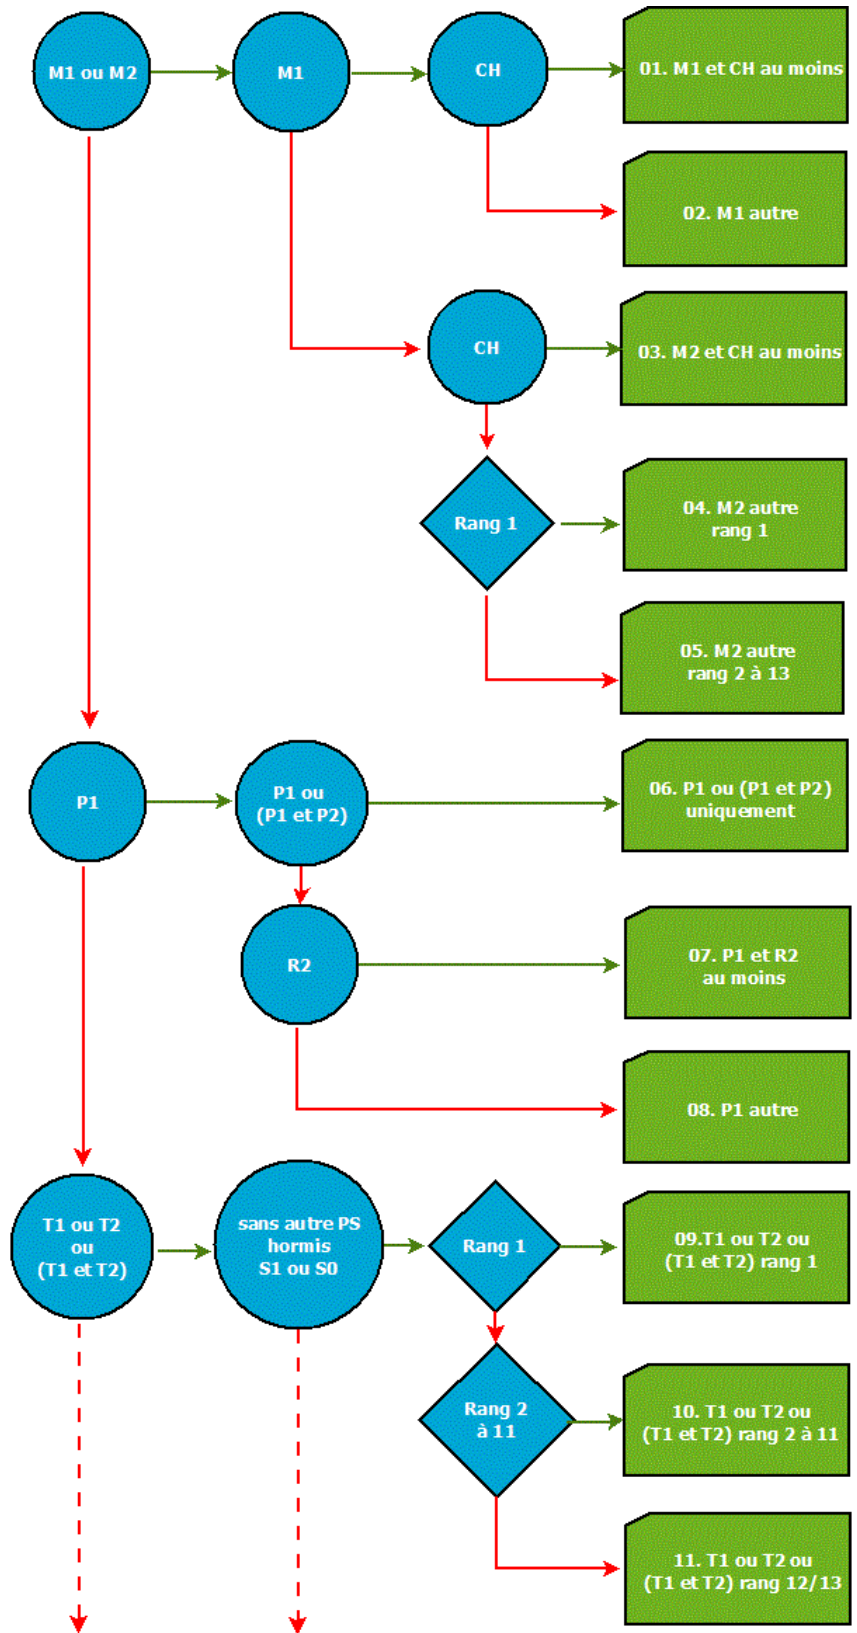 M1 ou M2
M1
CH
01. M1 et CH au moins
02. M1 autre
CH
03. M2 et CH au moins
Rang 1
04. M2 autre
rang 1
05. M2 autre
rang 2 à 13
P1
P1 ou
(P1 et P2)
06. P1 ou (P1 et P2)
uniquement
R2
07. P1 et R2
au moins
08. P1 autre
T1 ou T2
ou
(T1 et T2)
sans autre PS
hormis
S1 ou S0
Rang 1
09.T1 ou T2 ou
(T1 et T2) rang 1
Rang 2
à 11
10. T1 ou T2 ou
(T1 et T2) rang 2 à 11
11. T1 ou T2 ou
(T1 et T2) rang 12/13